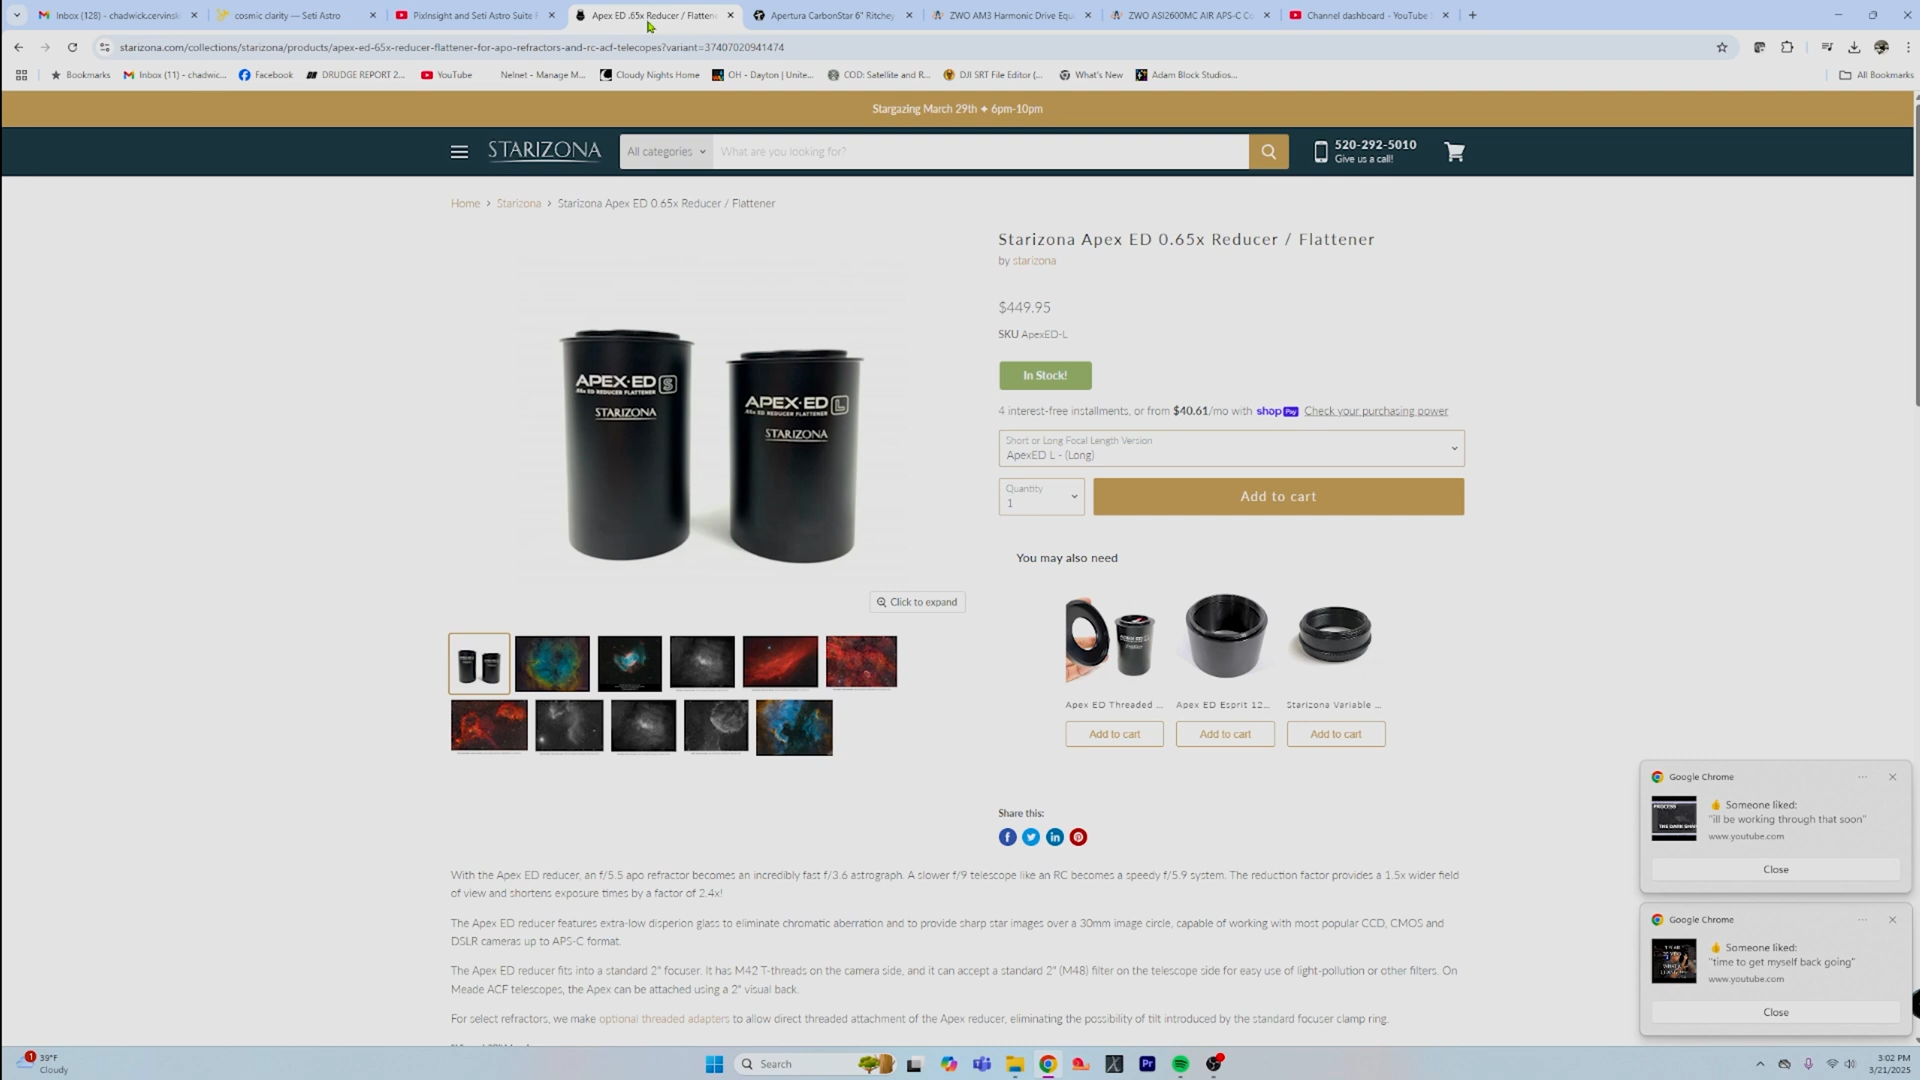 Inbox (128) - chadwick.cervinsk
cosmic clarity — Seti Astro
PixInsight and Seti Astro Suite F
Apex ED .65x Reducer / Flattene
Apertura CarbonStar 6" Ritchey
ZWO AM3 Harmonic Drive Equ
ZWO ASI2600MC AIR APS-C Co
Channel dashboard - YouTube
starizona.com/collections/starizona/products/apex-ed-65x-reducer-flattener-for-apo-refractors-and-rc-acf-telecopes?variant=37407020941474
Bookmarks
Inbox (11) - chadwic...
Facebook
DRUDGE REPORT 2...
YouTube
Nelnet - Manage M...
Cloudy Nights Home
OH - Dayton | Unite...
COD: Satellite and R...
DJI SRT File Editor (...
What's New
Adam Block Studios...
All Bookmarks
Stargazing March 29th ✦ 6pm-10pm
STARIZONA
All categories
What are you looking for?
520-292-5010
Give us a call!
Home > Starizona > Starizona Apex ED 0.65x Reducer / Flattener
Starizona Apex ED 0.65x Reducer / Flattener
by starizona
$449.95
SKU ApexED-L
In Stock!
4 interest-free installments, or from $40.61/mo with shop Pay Check your purchasing power
Short or Long Focal Length Version
ApexED L - (Long)
Quantity
1
Add to cart
APEX·ED S
.65x ED REDUCER FLATTENER
STARIZONA
APEX·ED L
.65x ED REDUCER FLATTENER
STARIZONA
Click to expand
You may also need
Apex ED Threaded ...
Apex ED Esprit 12...
Starizona Variable ...
Add to cart
Add to cart
Add to cart
Share this:
With the Apex ED reducer, an f/5.5 apo refractor becomes an incredibly fast f/3.6 astrograph. A slower f/9 telescope like an RC becomes a speedy f/5.9 system. The reduction factor provides a 1.5x wider field
of view and shortens exposure times by a factor of 2.4x!
The Apex ED reducer features extra-low disperion glass to eliminate chromatic aberration and to provide sharp star images over a 30mm image circle, capable of working with most popular CCD, CMOS and
DSLR cameras up to APS-C format.
The Apex ED reducer fits into a standard 2" focuser. It has M42 T-threads on the camera side, and it can accept a standard 2" (M48) filter on the telescope side for easy use of light-pollution or other filters. On
Meade ACF telescopes, the Apex can be attached using a 2" visual back.
For select refractors, we make optional threaded adapters to allow direct threaded attachment of the Apex reducer, eliminating the possibility of tilt introduced by the standard focuser clamp ring.
Google Chrome
PROCESS
👍 Someone liked:
"ill be working through that soon"
www.youtube.com
Close
Google Chrome
👍 Someone liked:
"time to get myself back going"
www.youtube.com
Close
1
39°F
Cloudy
Search
Pr
3:02 PM
3/21/2025